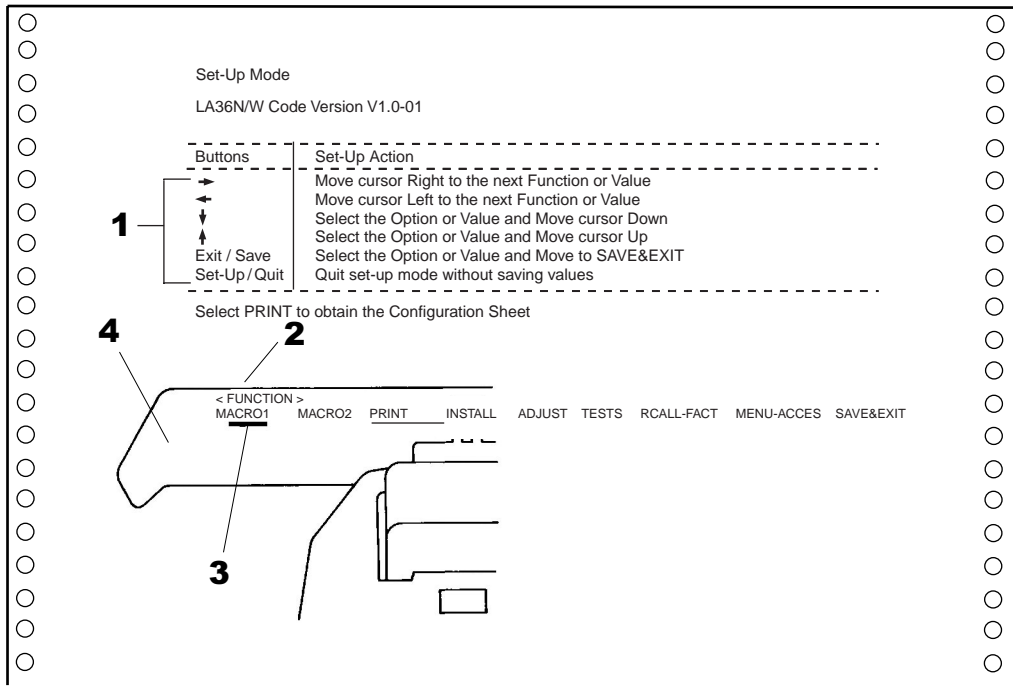 Set-Up Mode
LA36N/W Code Version V1.0-01
Buttons Set-Up Action
→ Move cursor Right to the next Function or Value
← Move cursor Left to the next Function or Value
↓ Select the Option or Value and Move cursor Down
↑ Select the Option or Value and Move cursor Up
Exit / Save Select the Option or Value and Move to SAVE&EXIT
Set-Up / Quit Quit set-up mode without saving values
1
Select PRINT to obtain the Configuration Sheet
4 2
< FUNCTION >
MACRO1 MACRO2 PRINT INSTALL ADJUST TESTS RCALL-FACT MENU-ACCES SAVE&EXIT
3